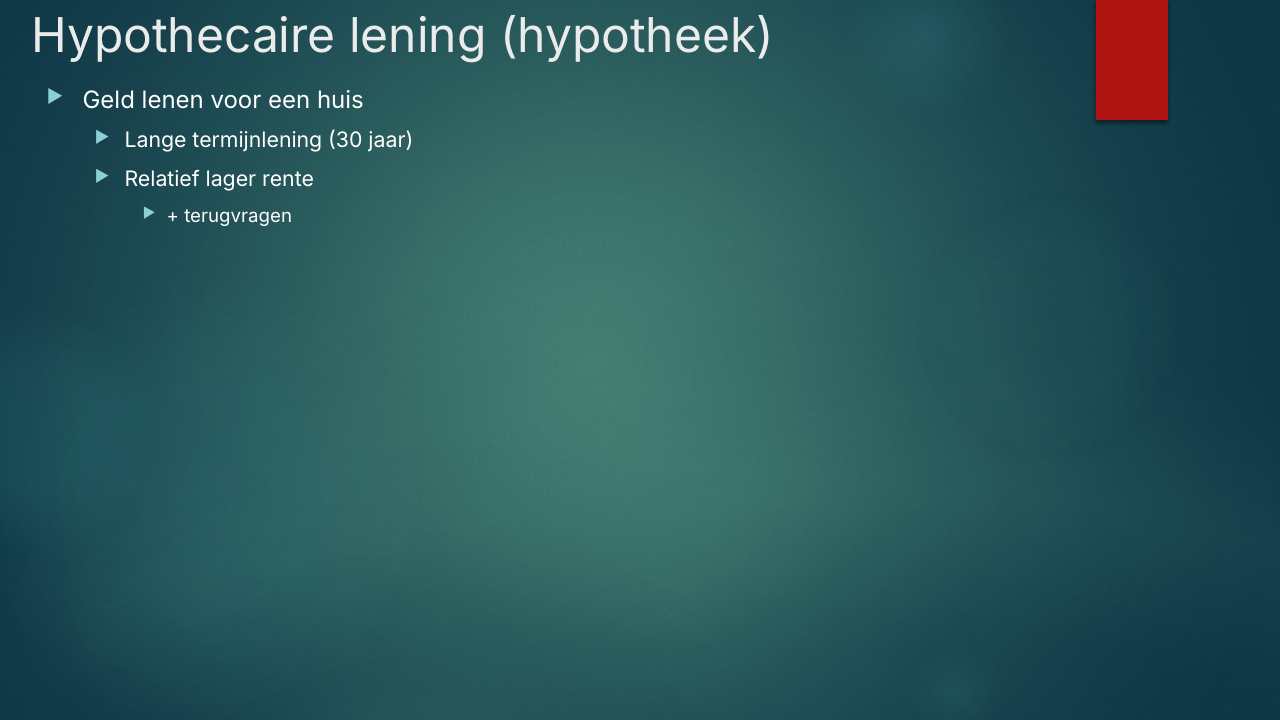 Hypothecaire lening (hypotheek)
Geld lenen voor een huis
Lange termijnlening (30 jaar)
Relatief lager rente
+ terugvragen